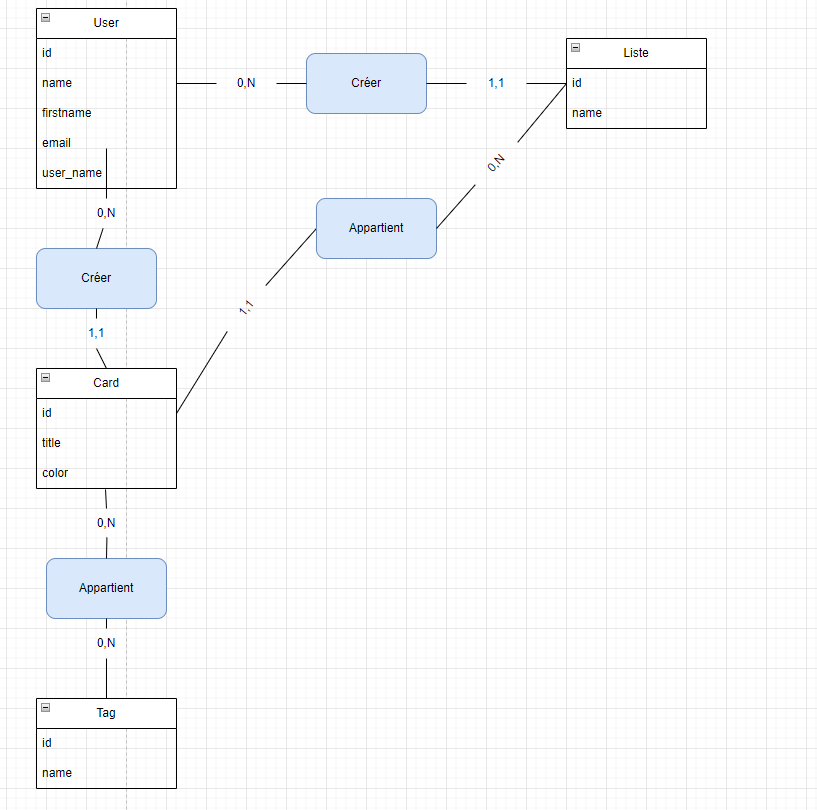 User
id
name
firstname
email
user_name
0,N
Créer
1,1
Liste
id
name
0,N
Appartient
1,1
0,N
Créer
1,1
Card
id
title
color
0,N
Appartient
0,N
Tag
id
name